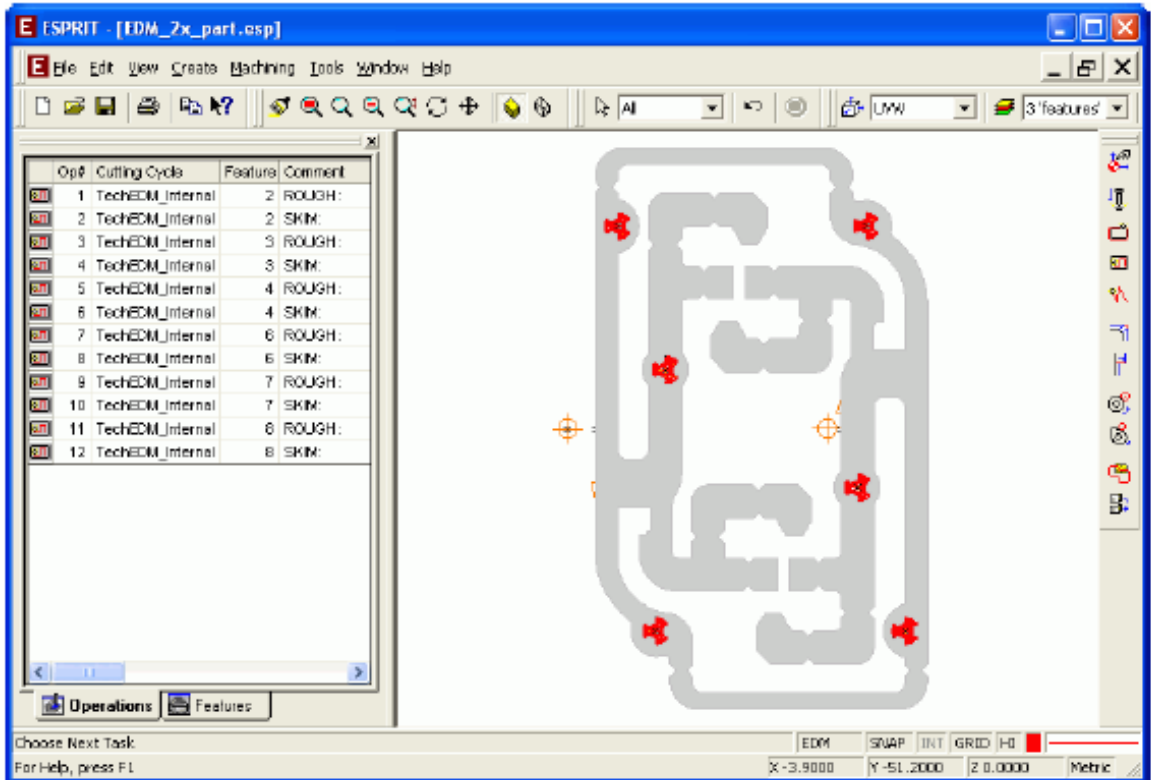 ESPRIT - [EDM_2x_part.esp]
File Edit View Create Machining Tools Window Help
All UVW 3 'features'
Op# Cutting Cycle Feature Comment
1 TechEDM_Internal 2 ROUGH:
2 TechEDM_Internal 2 SKIM:
3 TechEDM_Internal 3 ROUGH:
4 TechEDM_Internal 3 SKIM:
5 TechEDM_Internal 4 ROUGH:
6 TechEDM_Internal 4 SKIM:
7 TechEDM_Internal 6 ROUGH:
8 TechEDM_Internal 6 SKIM:
9 TechEDM_Internal 7 ROUGH:
10 TechEDM_Internal 7 SKIM:
11 TechEDM_Internal 8 ROUGH:
12 TechEDM_Internal 8 SKIM:
Operations Features
Choose Next Task EDM SNAP INT GRID HI
For Help, press F1 X -3.9000 Y -51.2000 Z 0.0000 Metric